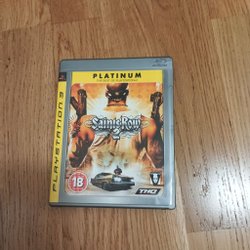 PLATINUM
THE BEST OF PLAYSTATION 3
PLAYSTATION 3
Saints Row
2
18
THQ